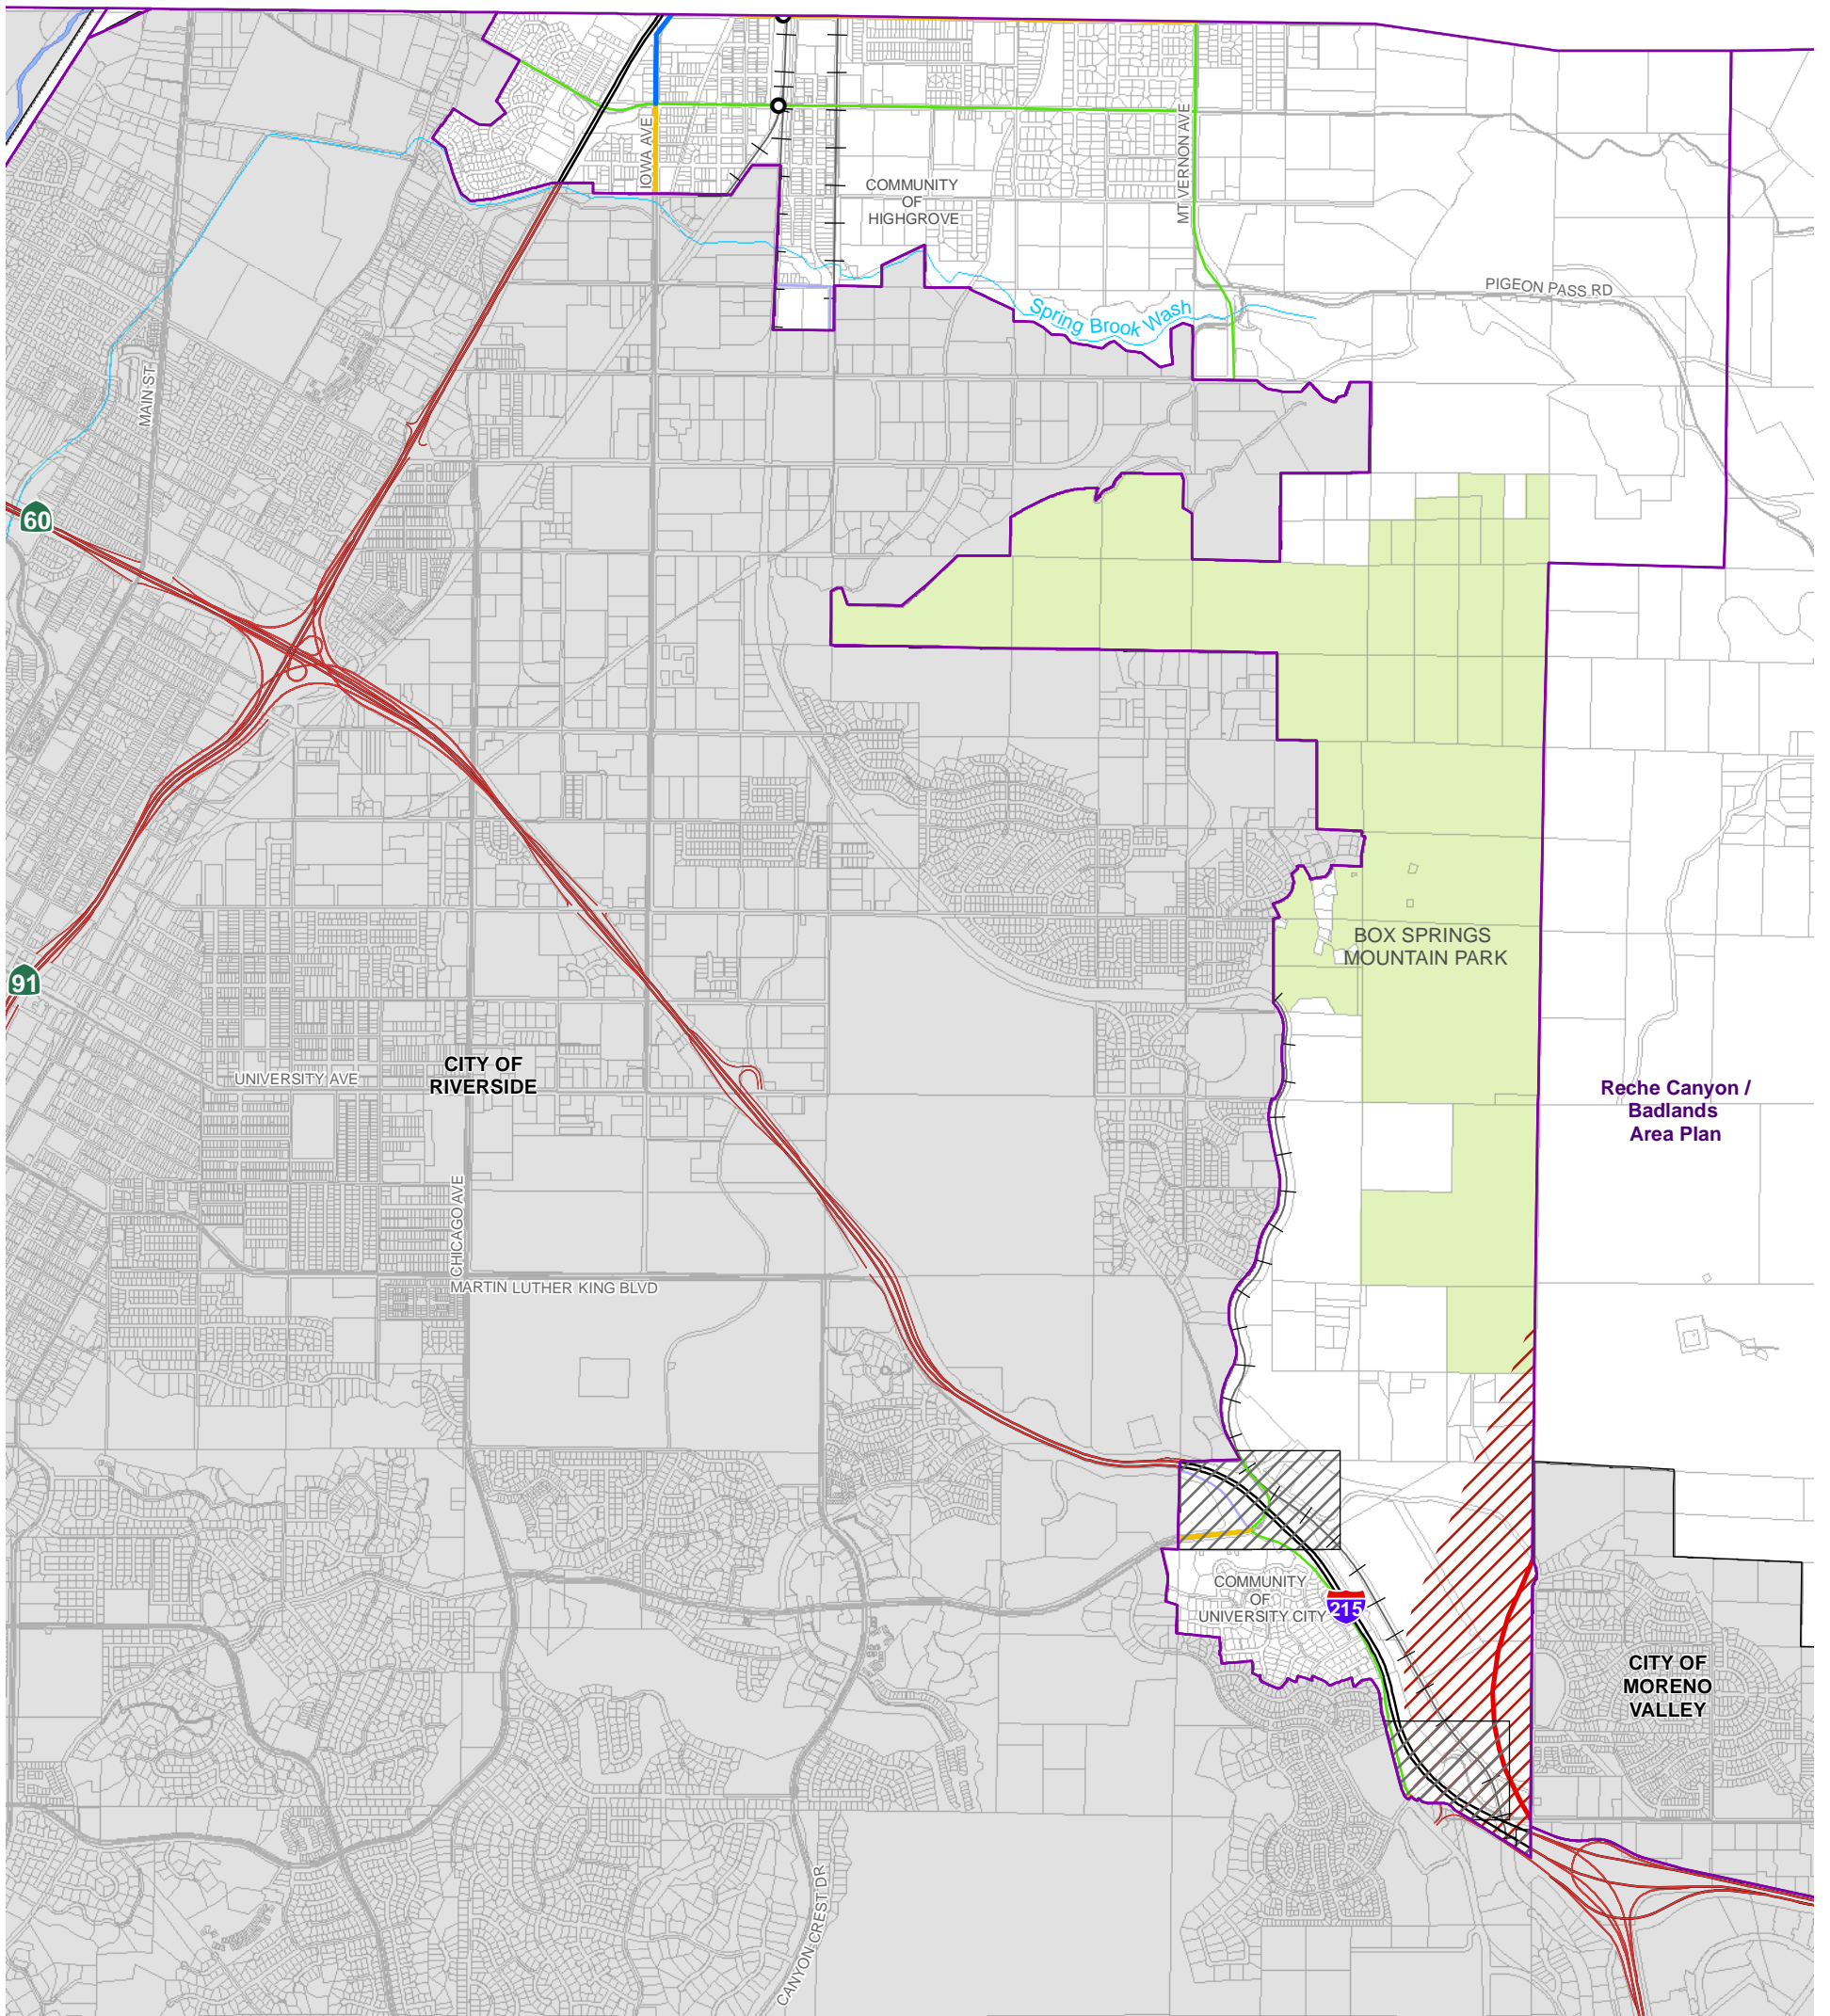 IOWA AVE
COMMUNITY
OF
HIGHGROVE
MT VERNON AVE
PIGEON PASS RD
Spring Brook Wash
MAIN ST
60
BOX SPRINGS
MOUNTAIN PARK
91
CITY OF
RIVERSIDE
UNIVERSITY AVE
Reche Canyon /
Badlands
Area Plan
CHICAGO AVE
MARTIN LUTHER KING BLVD
COMMUNITY
OF
UNIVERSITY CITY
215
CITY OF
MORENO
VALLEY
CANYON CREST DR